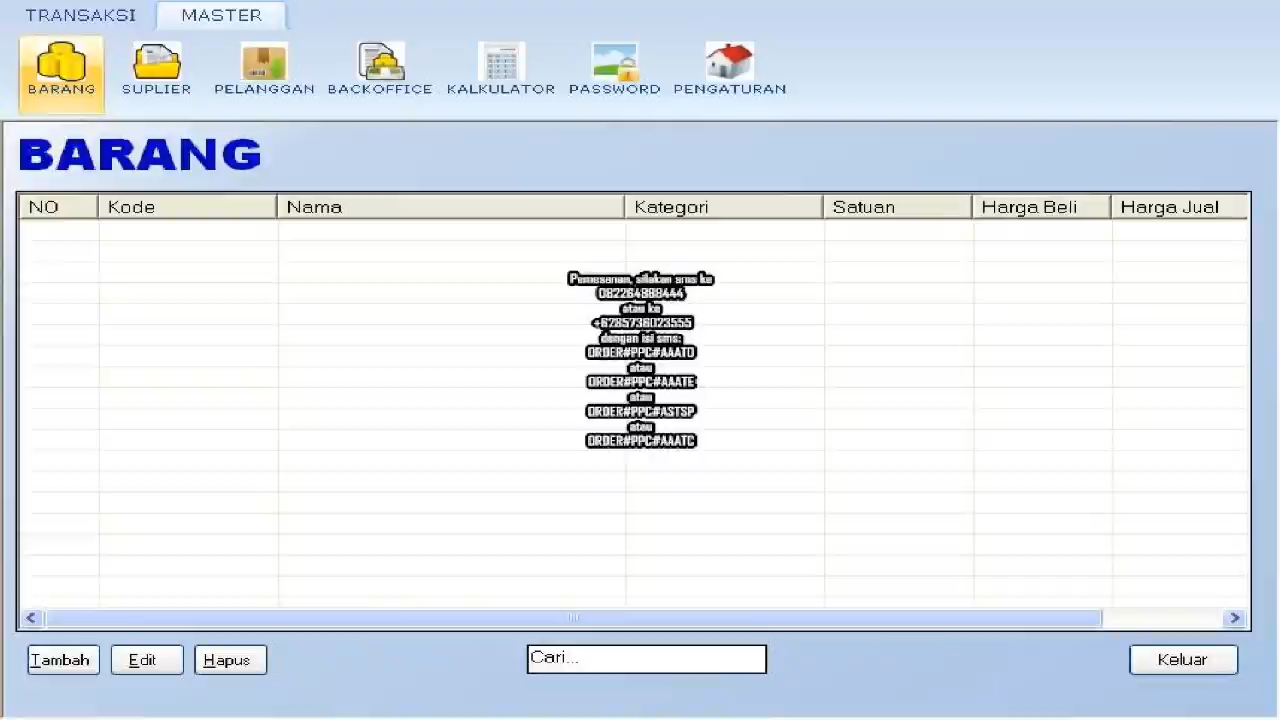 TRANSAKSI MASTER
BARANG SUPLIER PELANGGAN BACKOFFICE KALKULATOR PASSWORD PENGATURAN
BARANG
NO Kode Nama Kategori Satuan Harga Beli Harga Jual
Pemesanan, silakan sms ke
082264888444
atau ke
+6285736023555
dengan isi sms:
ORDER#PPC#AAATD
atau
ORDER#PPC#AAATE
atau
ORDER#PPC#ASTSP
atau
ORDER#PPC#AAATC
Tambah Edit Hapus Cari... Keluar